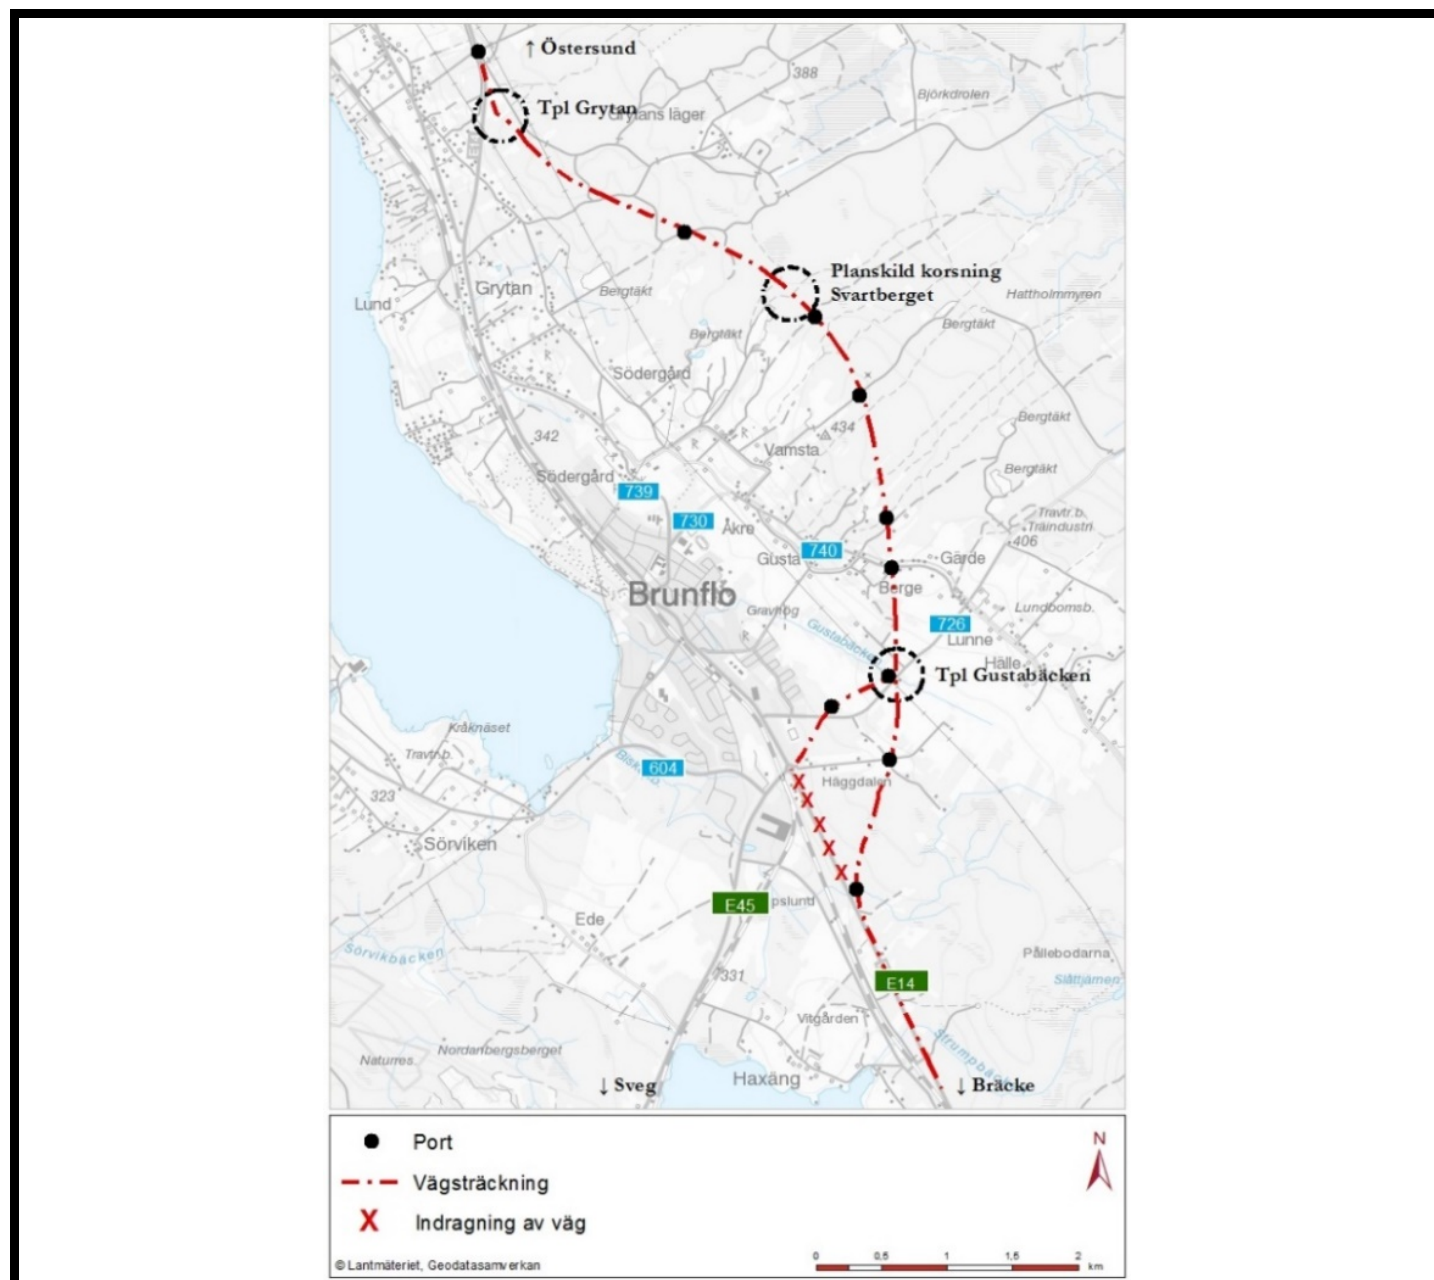 ↑ Östersund
388
Björkdrolen
Tpl Grytan
Grytans läger
E14
Planskild korsning
Svartberget
Grytan
Bergtäkt
Hattholmmyren
Lund
Bergtäkt
Bergtäkt
Södergård
Bergtäkt
342
434
Vamsta
Södergård
Bergtäkt
739
730
Åkre
Travtr.b.
Träindustri
406
740
Gusta
Gärde
Berge
Brunflo
Gravhög
Lundbomsb.
726
Gustabäcken
Lunne
Hälle
Tpl Gustabäcken
Kråknäset
Travtr.b.
604
Häggdalen
323
Sörviken
E45
pslund
Ede
Sörvikbäcken
Pållebodarna
331
E14
Slåttjärnen
Vitgården
Nordanbergsberget
Naturres
Haxäng
↓ Sveg
↓ Bräcke
Port
N
Vägsträckning
X Indragning av väg
© Lantmäteriet, Geodatasamverkan
0 0,5 1 1,5 2
km